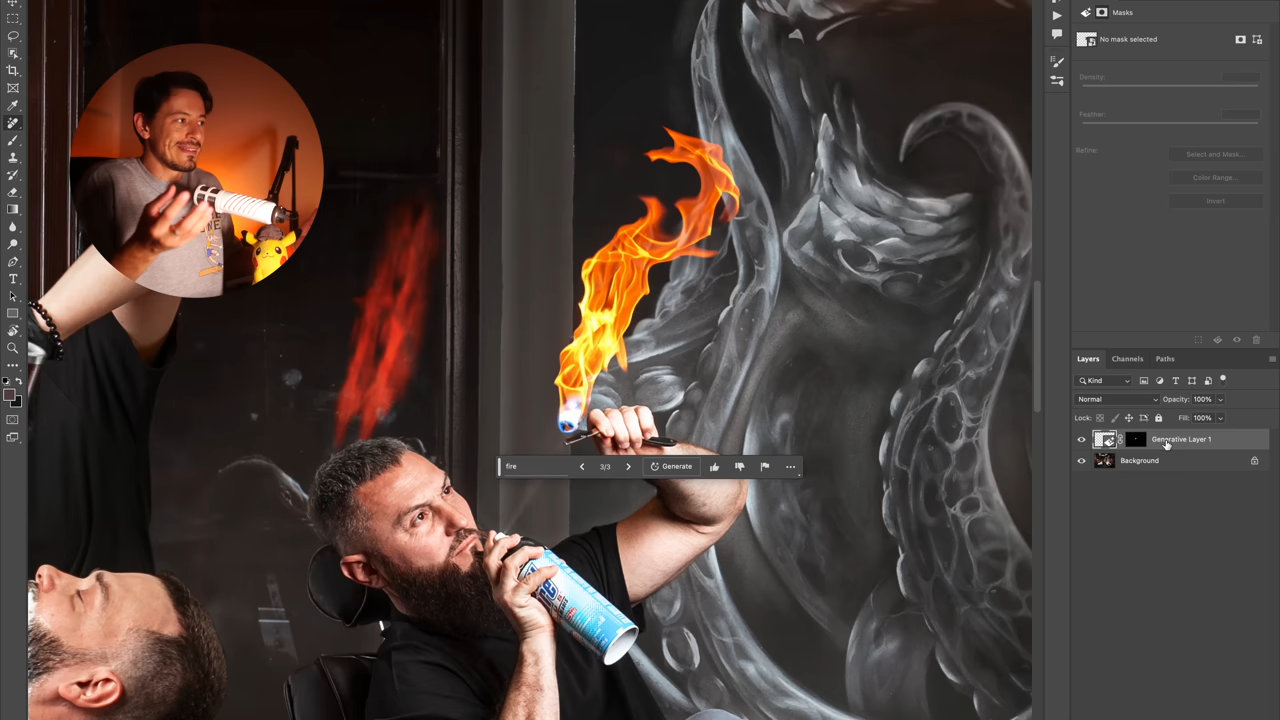 Masks
No mask selected
Density:
Feather:
Refine:
Select and Mask...
Color Range...
Invert
Layers Channels Paths
Kind
Normal Opacity: 100%
Lock: Fill: 100%
Generative Layer 1
Background
fire 3/3 Generate